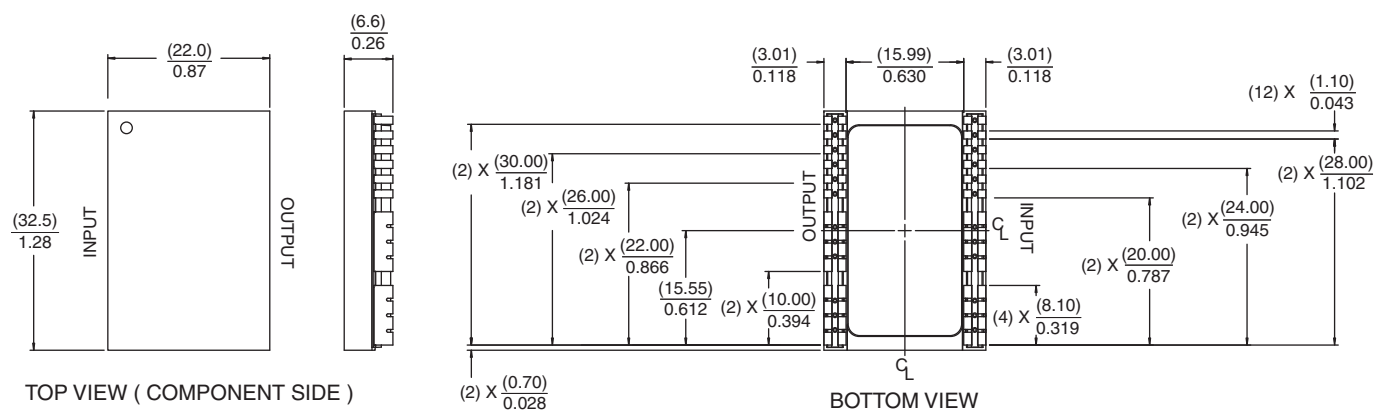 (22.0)
0.87
(6.6)
0.26
(32.5)
1.28
INPUT
OUTPUT
TOP VIEW ( COMPONENT SIDE )
(3.01)
0.118
(15.99)
0.630
(3.01)
0.118
(12) X (1.10)
0.043
(2) X (30.00)
1.181
(2) X (26.00)
1.024
(2) X (22.00)
0.866
(15.55)
0.612
(2) X (10.00)
0.394
(2) X (0.70)
0.028
OUTPUT
INPUT
CL
CL
(2) X (28.00)
1.102
(2) X (24.00)
0.945
(2) X (20.00)
0.787
(4) X (8.10)
0.319
BOTTOM VIEW